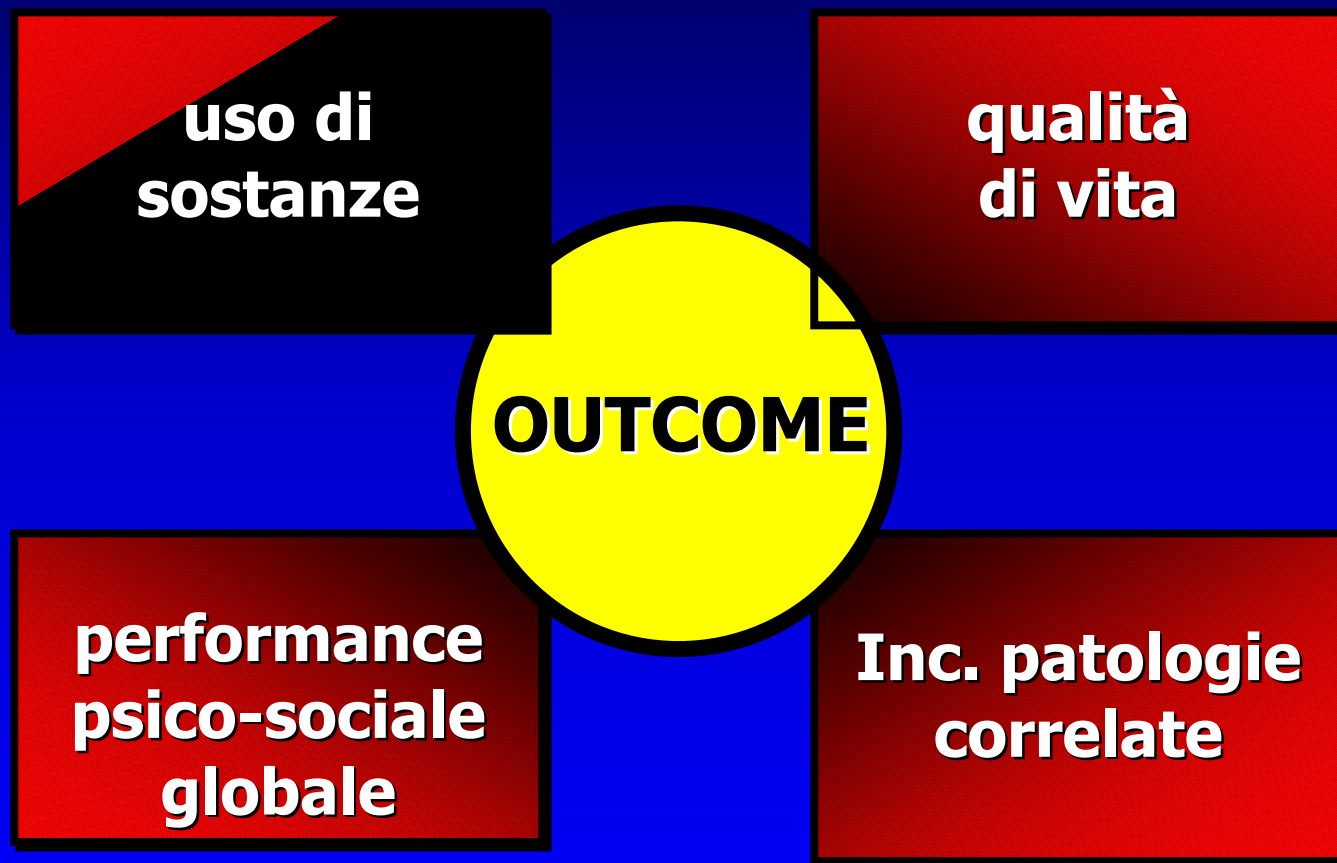 uso di
sostanze
qualità
di vita
OUTCOME
performance
psico-sociale
globale
Inc. patologie
correlate